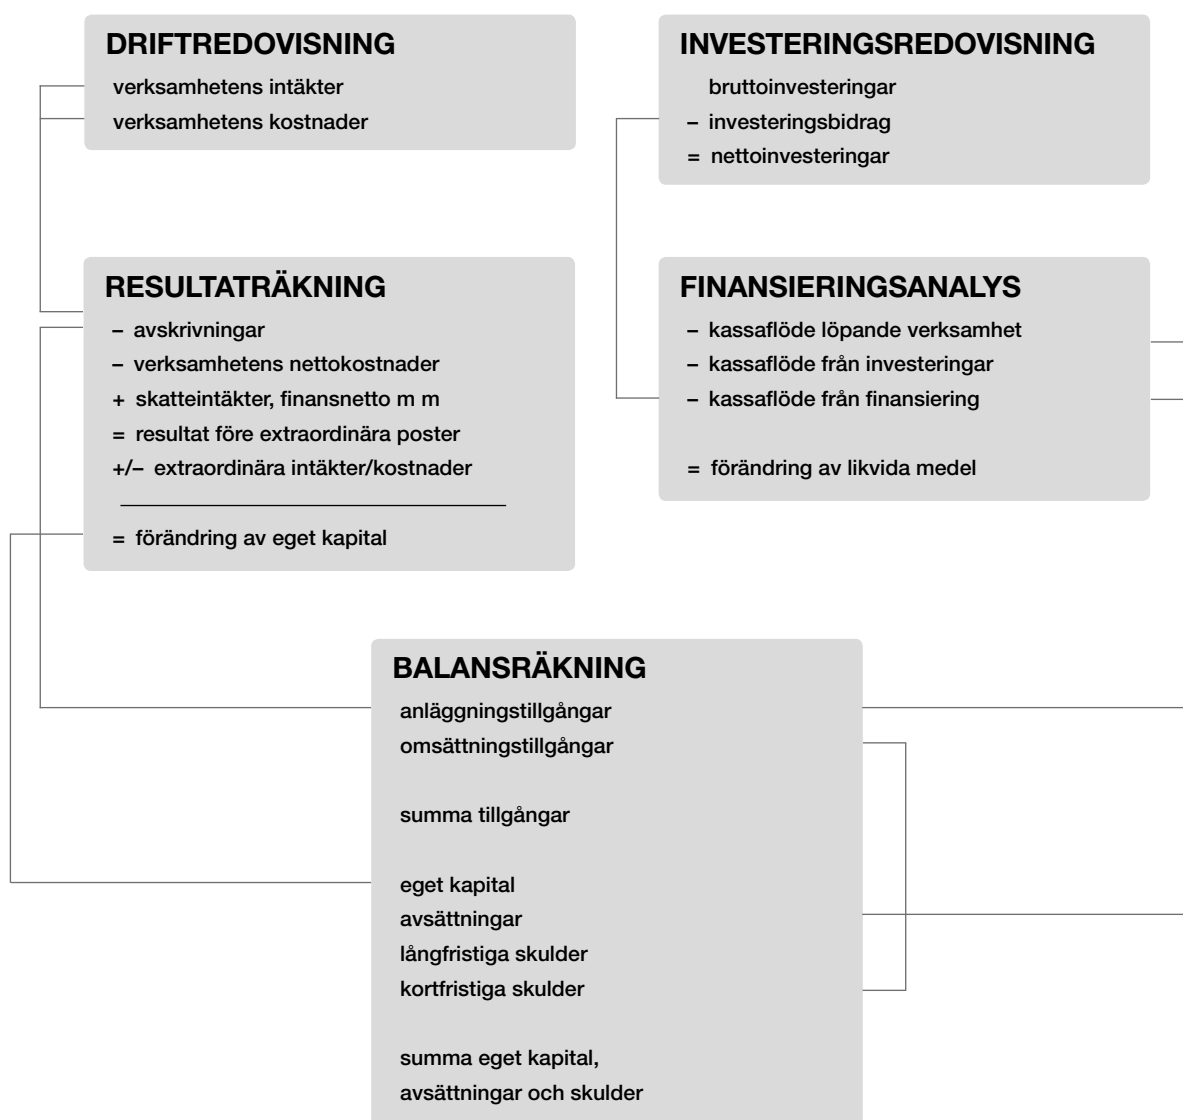 DRIFTREDOVISNING
verksamhetens intäkter
verksamhetens kostnader
INVESTERINGSREDOVISNING
bruttoinvesteringar
– investeringsbidrag
= nettoinvesteringar
RESULTATRÄKNING
– avskrivningar
– verksamhetens nettokostnader
+ skatteintäkter, finansnetto m m
= resultat före extraordinära poster
+/– extraordinära intäkter/kostnader
= förändring av eget kapital
FINANSIERINGSANALYS
– kassaflöde löpande verksamhet
– kassaflöde från investeringar
– kassaflöde från finansiering
= förändring av likvida medel
BALANSRÄKNING
anläggningstillgångar
omsättningstillgångar
summa tillgångar
eget kapital
avsättningar
långfristiga skulder
kortfristiga skulder
summa eget kapital,
avsättningar och skulder